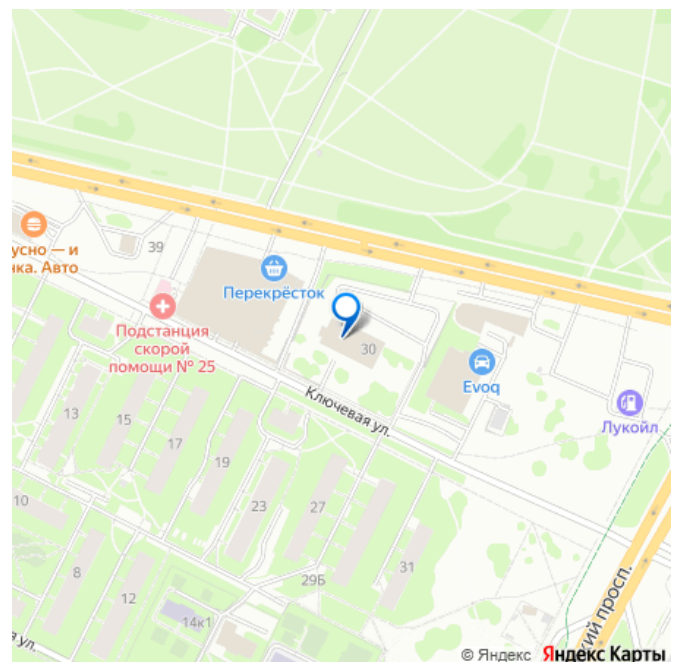 39
усно — и
нка. Авто
Перекрёсток
Подстанция
скорой
помощи № 25
30
Evoq
Лукойл
Ключевая ул.
13
15
17
19
23
27
31
10
8
12
29Б
14к1
я ул.
кий просп.
© Яндекс Яндекс Карты